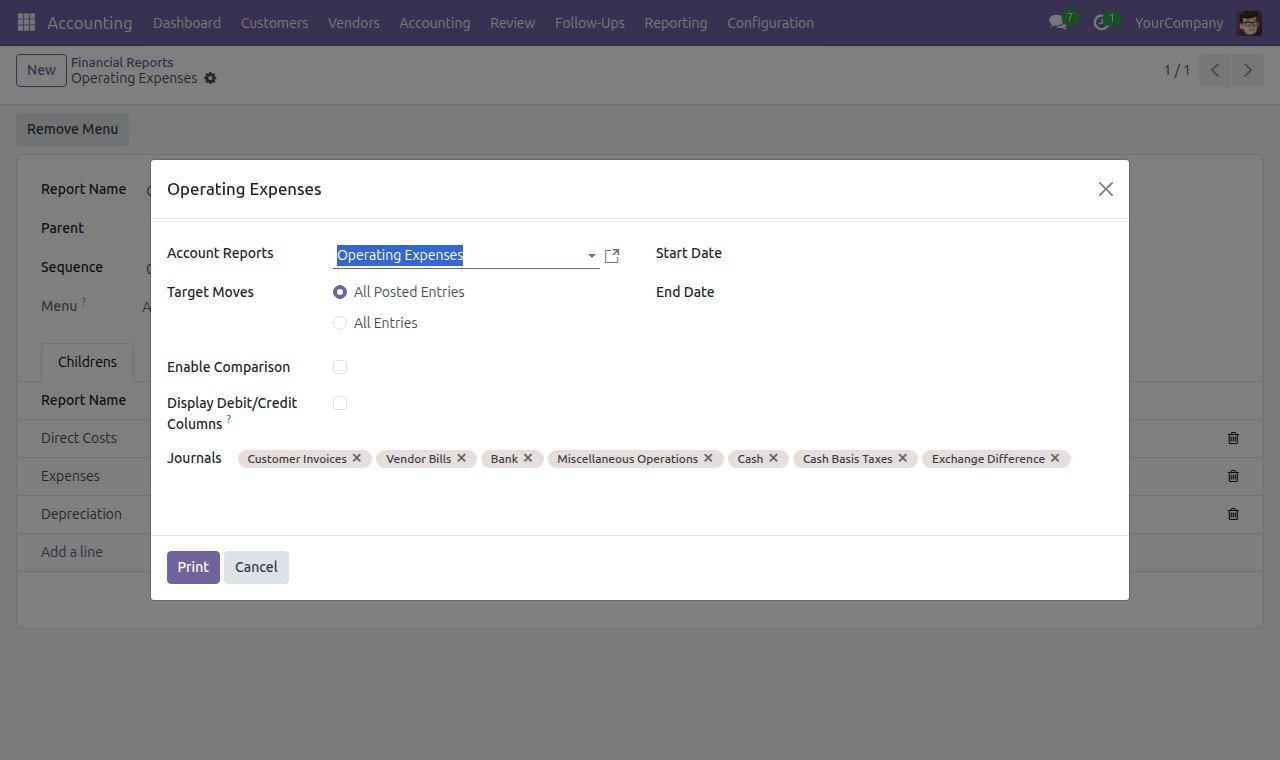 Accounting Dashboard Customers Vendors Accounting Review Follow-Ups Reporting Configuration 7 1 YourCompany
New Financial Reports
Operating Expenses 1 / 1
Remove Menu
Operating Expenses
Report Name
Parent
Sequence
Menu ?
Account Reports Operating Expenses Start Date
Target Moves All Posted Entries End Date
All Entries
Enable Comparison
Display Debit/Credit
Columns ?
Journals Customer Invoices Vendor Bills Bank Miscellaneous Operations Cash Cash Basis Taxes Exchange Difference
Childrens
Report Name
Direct Costs
Expenses
Depreciation
Add a line
Print Cancel